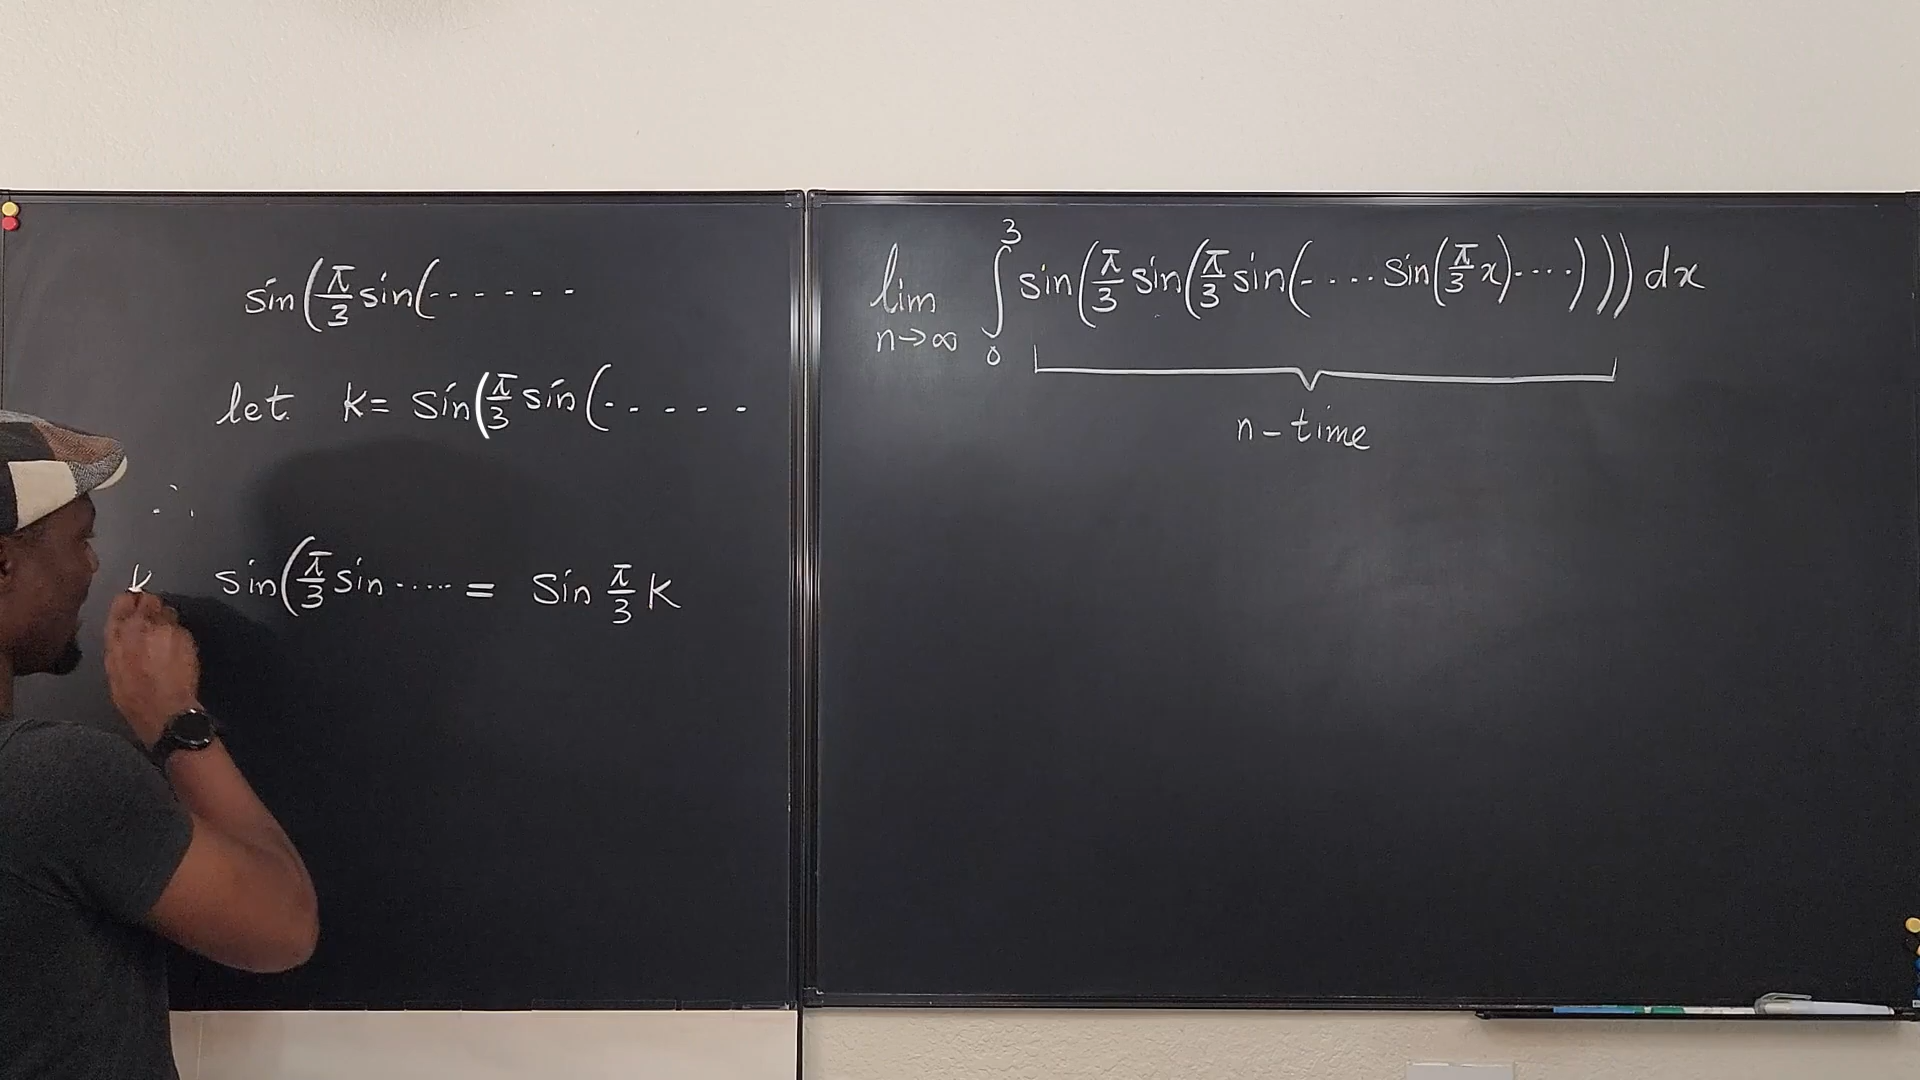 sin(π/3 sin(- - - - - -
let k = sin(π/3 sin(- - - - -
∴
k sin(π/3 sin ..... = sin π/3 k
lim n→∞ ∫₀³ sin(π/3 sin(π/3 sin(- ... sin(π/3 x)....)))) dx
n - time